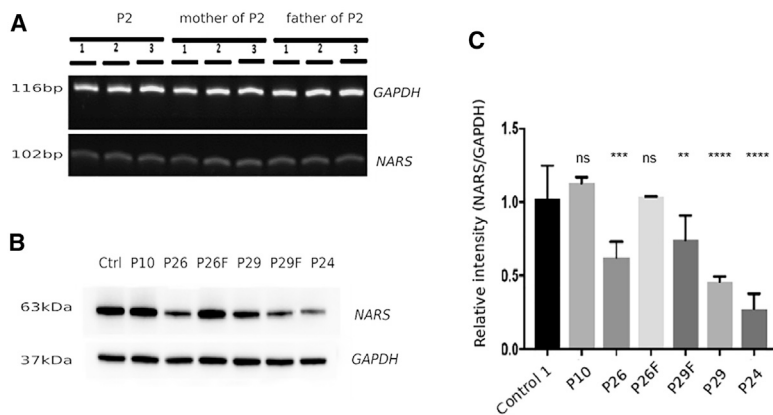 A
P2 mother of P2 father of P2
1 2 3 1 2 3 1 2 3
116bp GAPDH
102bp NARS
B
Ctrl P10 P26 P26F P29 P29F P24
63kDa NARS
37kDa GAPDH
C
Relative intensity (NARS/GAPDH)
1.5
1.0
0.5
0.0
ns *** ns ** **** ****
Control 1 P10 P26 P26F P29F P29 P24